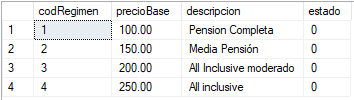 codRegimen precioBase descripcion estado
1 1 100.00 Pension Completa 0
2 2 150.00 Media Pensión 0
3 3 200.00 All Inclusive moderado 0
4 4 250.00 All inclusive 0